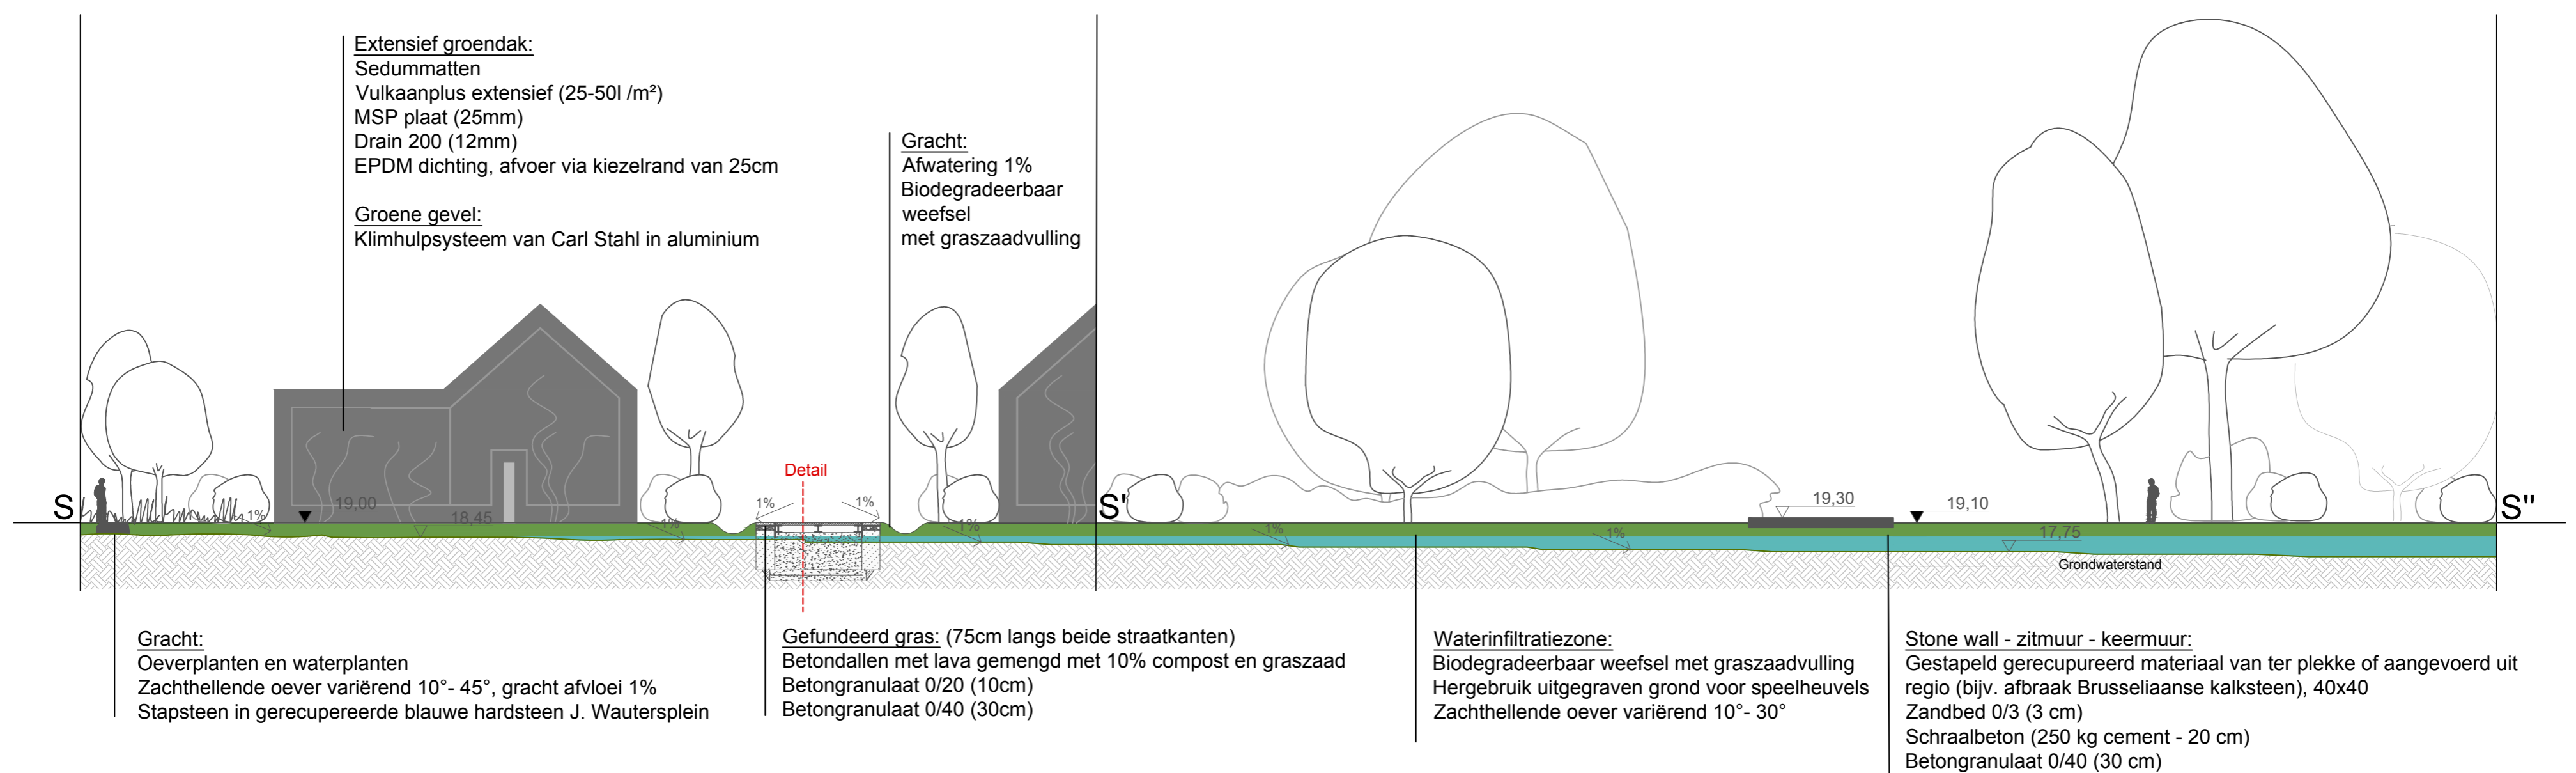 Extensief groendak:
Sedummatten
Vulkaanplus extensief (25-50l /m²)
MSP plaat (25mm)
Drain 200 (12mm)
EPDM dichting, afvoer via kiezelrand van 25cm
Groene gevel:
Klimhulpsysteem van Carl Stahl in aluminium
Gracht:
Afwatering 1%
Biodegradeerbaar
weefsel
met graszaadvulling
Detail
1%
1%
S
1%
19,00
18,45
1%
1%
S'
1%
1%
19,30
19,10
17,75
Grondwaterstand
S"
Gracht:
Oeverplanten en waterplanten
Zachthellende oever variërend 10°- 45°, gracht afvloei 1%
Stapsteen in gerecupereerde blauwe hardsteen J. Wautersplein
Gefundeerd gras: (75cm langs beide straatkanten)
Betondallen met lava gemengd met 10% compost en graszaad
Betongranulaat 0/20 (10cm)
Betongranulaat 0/40 (30cm)
Waterinfiltratiezone:
Biodegradeerbaar weefsel met graszaadvulling
Hergebruik uitgegraven grond voor speelheuvels
Zachthellende oever variërend 10°- 30°
Stone wall - zitmuur - keermuur:
Gestapeld gerecupureerd materiaal van ter plekke of aangevoerd uit
regio (bijv. afbraak Brusseliaanse kalksteen), 40x40
Zandbed 0/3 (3 cm)
Schraalbeton (250 kg cement - 20 cm)
Betongranulaat 0/40 (30 cm)